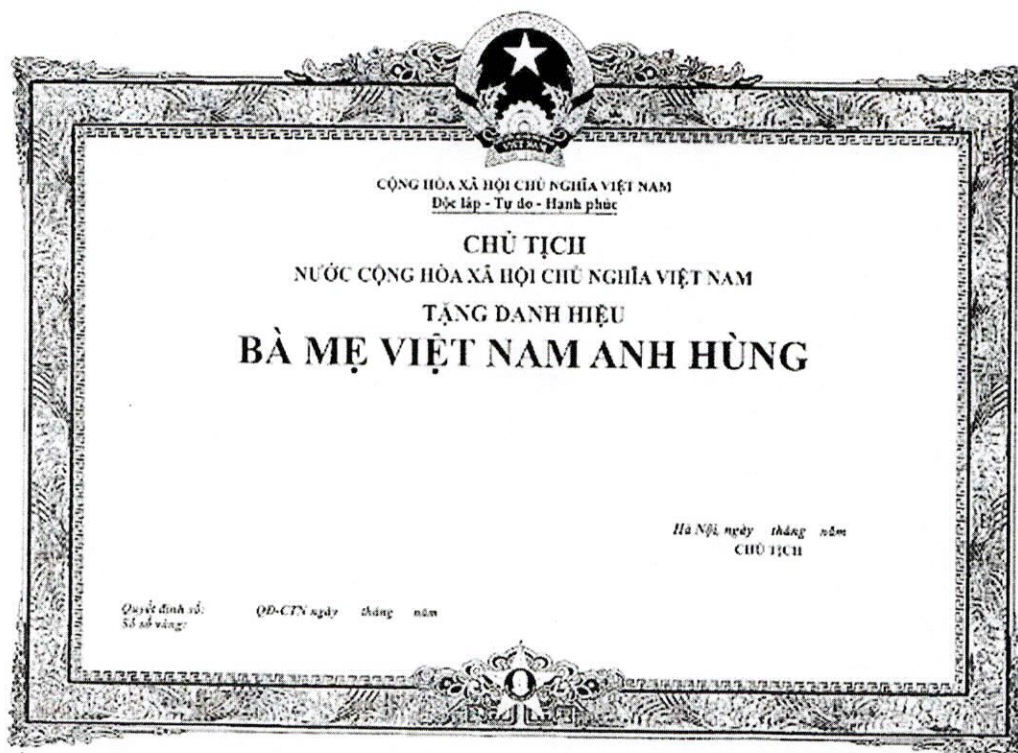 VIỆT NAM
CỘNG HÒA XÃ HỘI CHỦ NGHĨA VIỆT NAM
Độc lập - Tự do - Hạnh phúc
CHỦ TỊCH
NƯỚC CỘNG HÒA XÃ HỘI CHỦ NGHĨA VIỆT NAM
TẶNG DANH HIỆU
BÀ MẸ VIỆT NAM ANH HÙNG
Hà Nội, ngày tháng năm
CHỦ TỊCH
Quyết định số: QĐ-CTN ngày tháng năm
Số sổ vàng: